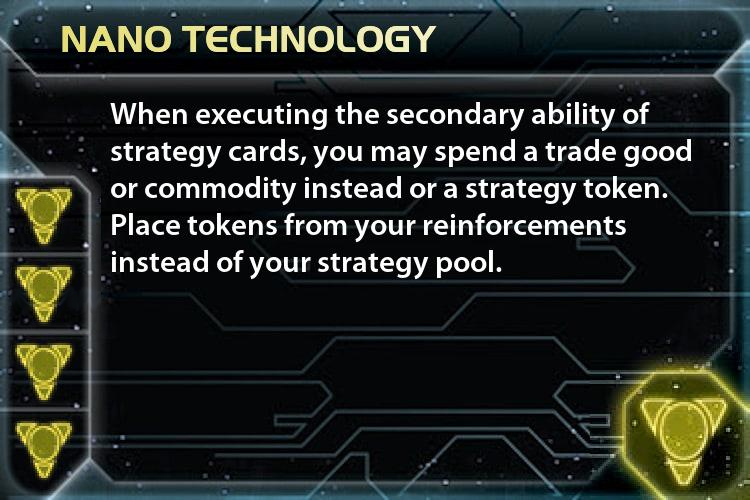 NANO TECHNOLOGY
When executing the secondary ability of
strategy cards, you may spend a trade good
or commodity instead or a strategy token.
Place tokens from your reinforcements
instead of your strategy pool.